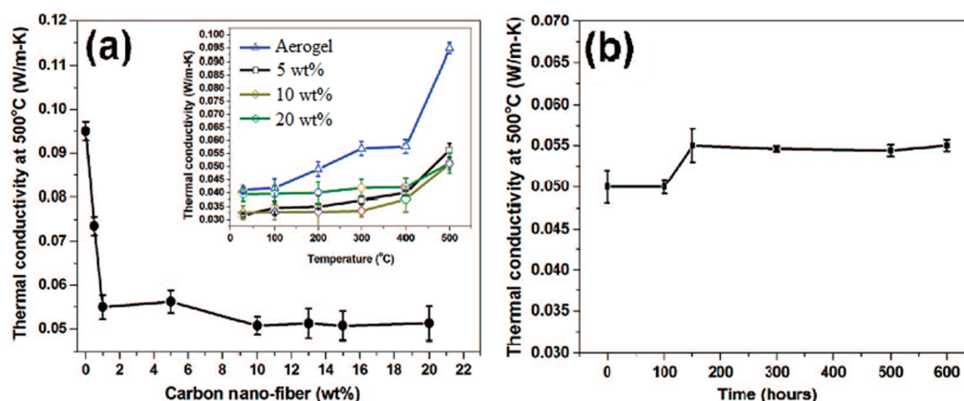 (a)
Thermal conductivity at 500°C (W/m-K)
0.12
0.11
0.10
0.09
0.08
0.07
0.06
0.05
0 2 4 6 8 10 12 14 16 18 20 22
Carbon nano-fiber (wt%)
Thermal conductivity (W/m-K)
0.100
0.095
0.090
0.085
0.080
0.075
0.070
0.065
0.060
0.055
0.050
0.045
0.040
0.035
0.030
Aerogel
5 wt%
10 wt%
20 wt%
0 100 200 300 400 500
Temperature (°C)
(b)
Thermal conductivity at 500°C (W/m-K)
0.070
0.065
0.060
0.055
0.050
0.045
0.040
0.035
0.030
0 100 200 300 400 500 600
Time (hours)